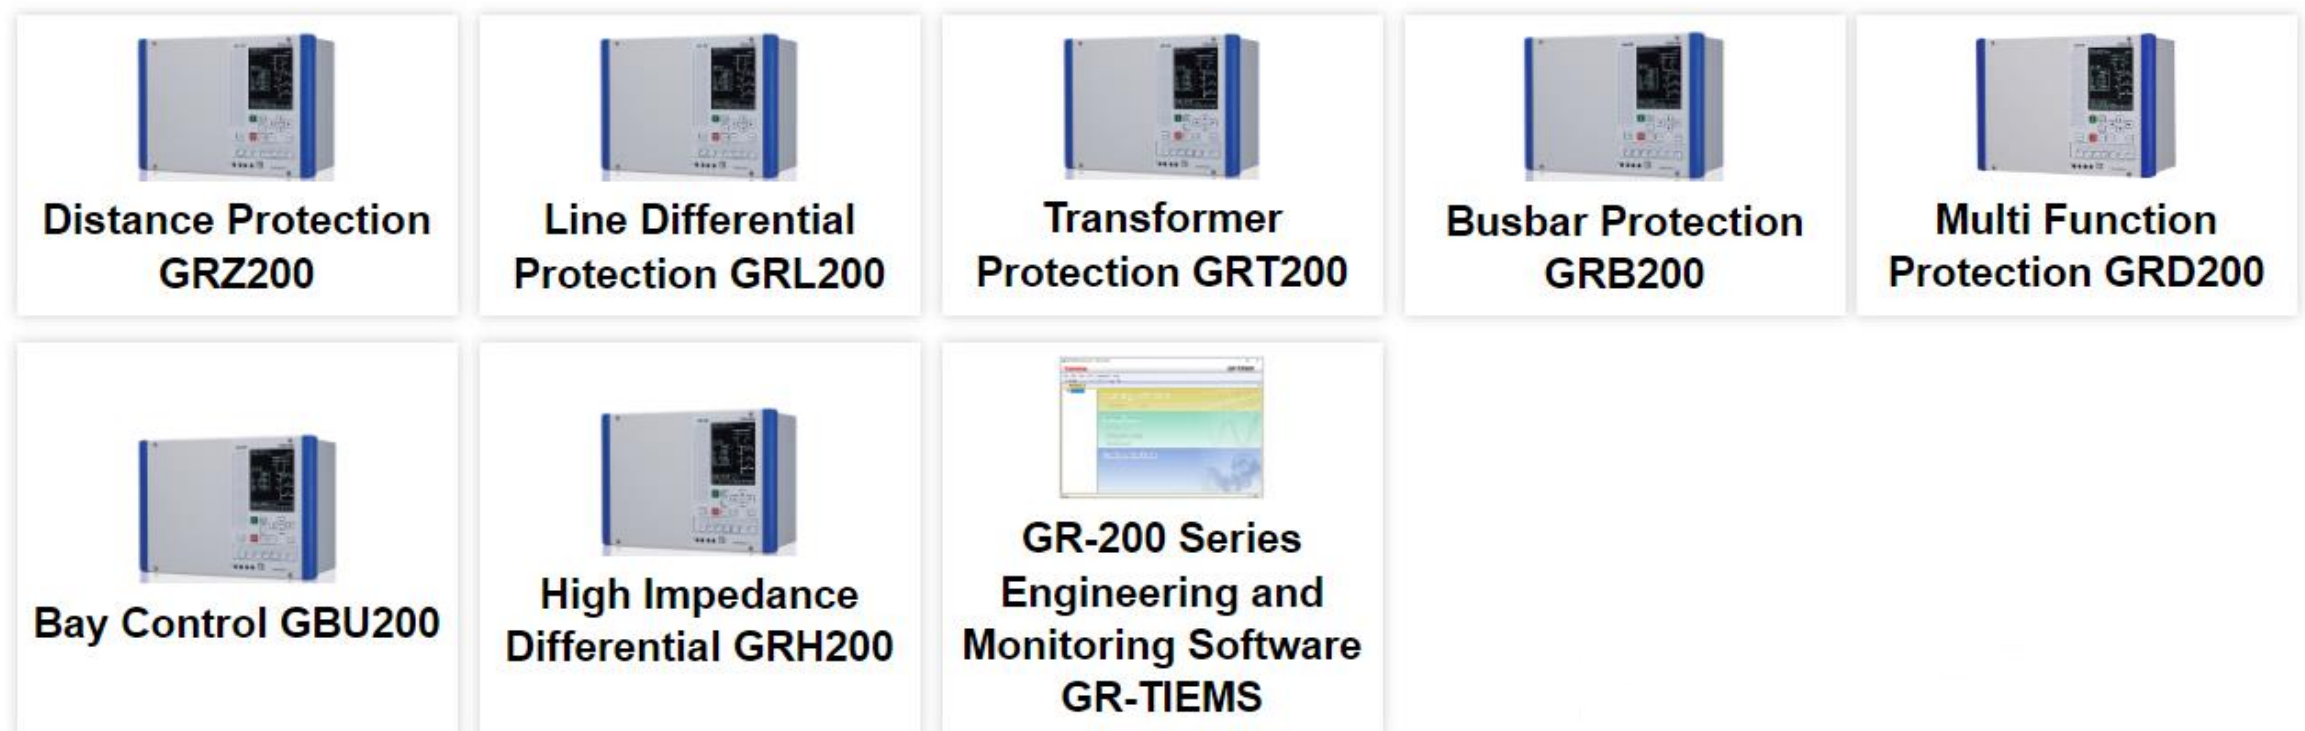 Distance Protection
GRZ200
Line Differential
Protection GRL200
Transformer
Protection GRT200
Busbar Protection
GRB200
Multi Function
Protection GRD200
Bay Control GBU200
High Impedance
Differential GRH200
GR-200 Series
Engineering and
Monitoring Software
GR-TIEMS